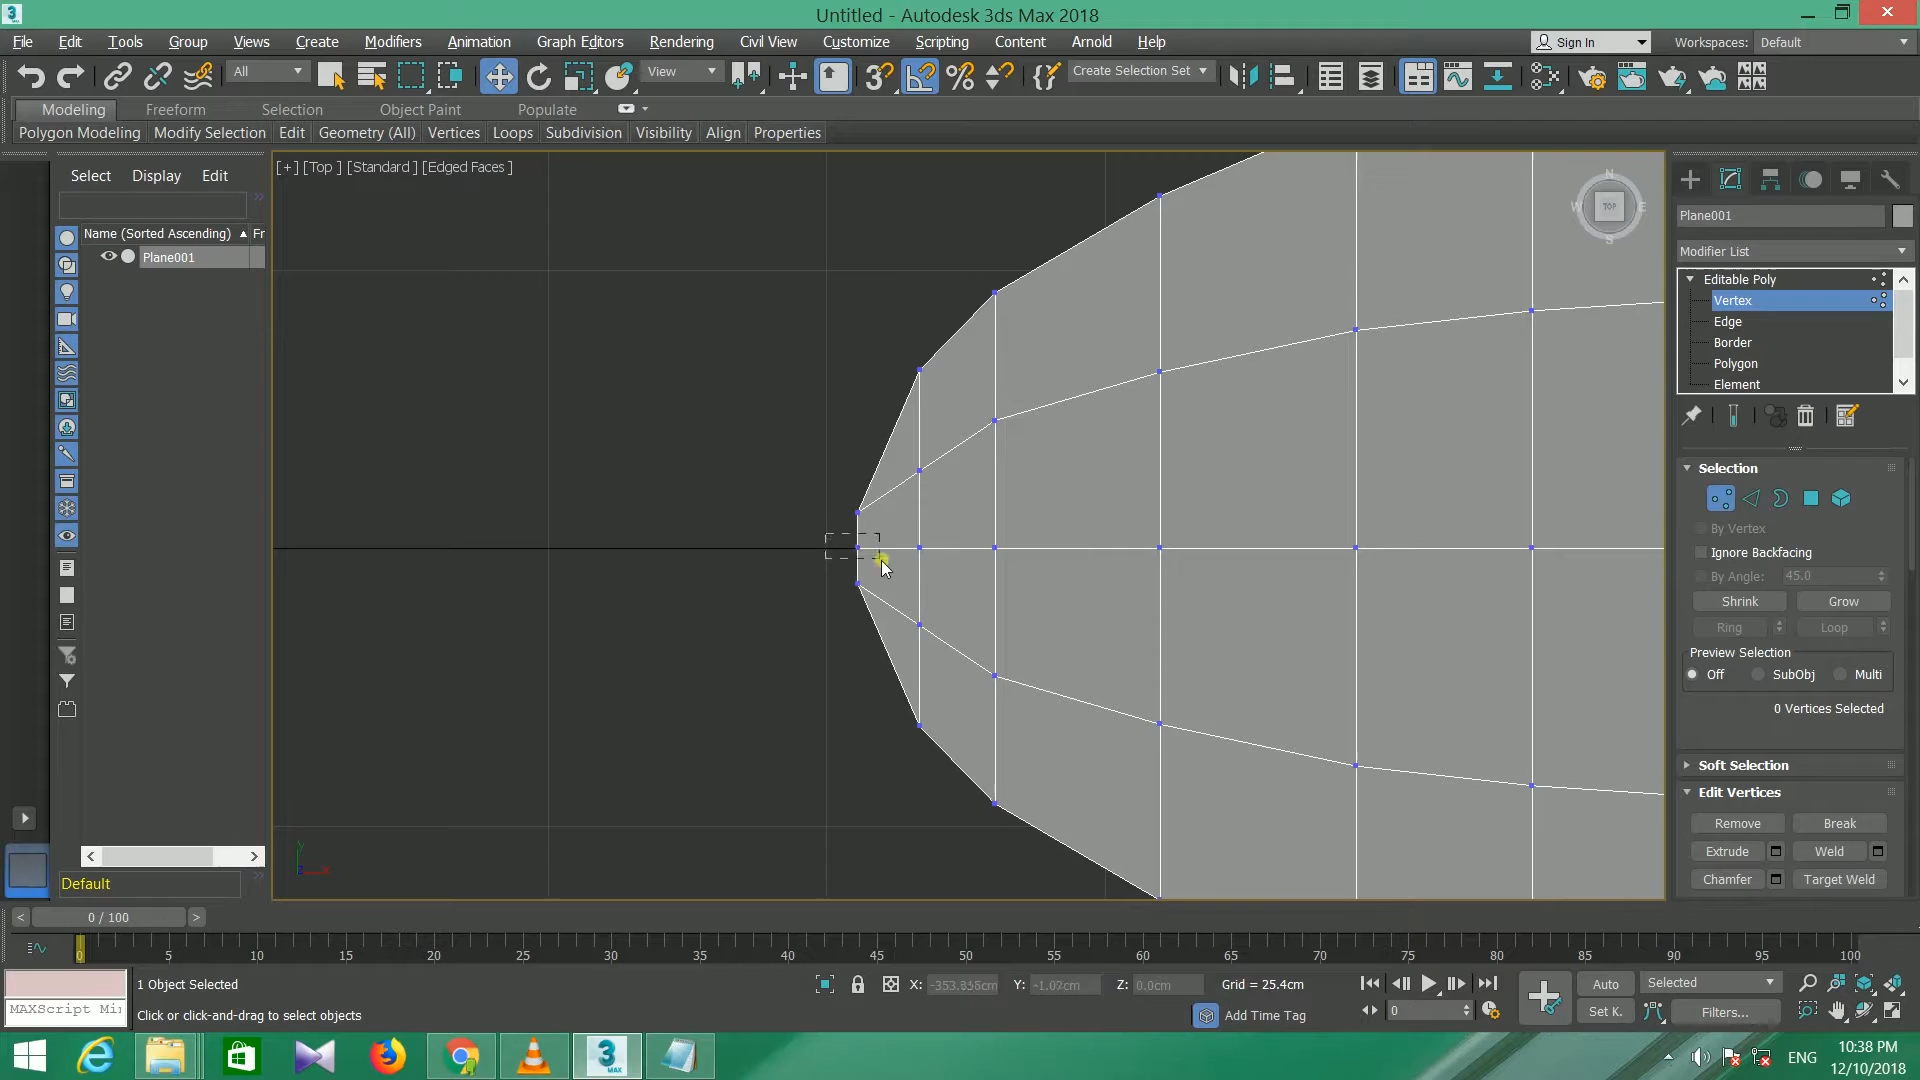 Untitled - Autodesk 3ds Max 2018
File Edit Tools Group Views Create Modifiers Animation Graph Editors Rendering Civil View Customize Scripting Content Arnold Help
Sign In
Workspaces: Default
All
View
Create Selection Set
Modeling Freeform Selection Object Paint Populate
Polygon Modeling Modify Selection Edit Geometry (All) Vertices Loops Subdivision Visibility Align Properties
Select Display Edit
Name (Sorted Ascending) Fr
Plane001
Default
[+] [Top ] [Standard ] [Edged Faces ]
N
W TOP E
S
Plane001
Modifier List
Editable Poly
Vertex
Edge
Border
Polygon
Element
Selection
By Vertex
Ignore Backfacing
By Angle: 45.0
Shrink Grow
Ring Loop
Preview Selection
Off SubObj Multi
0 Vertices Selected
Soft Selection
Edit Vertices
Remove Break
Extrude Weld
Chamfer Target Weld
y
x
< 0 / 100 >
0 5 10 15 20 25 30 35 40 45 50 55 60 65 70 75 80 85 90 95 100
1 Object Selected
X: -353.835cm Y: -1.07cm Z: 0.0cm Grid = 25.4cm
Auto Selected
MAXScript Mi
Click or click-and-drag to select objects
Add Time Tag
0
Set K. Filters...
3
MAX
ENG
10:38 PM
12/10/2018